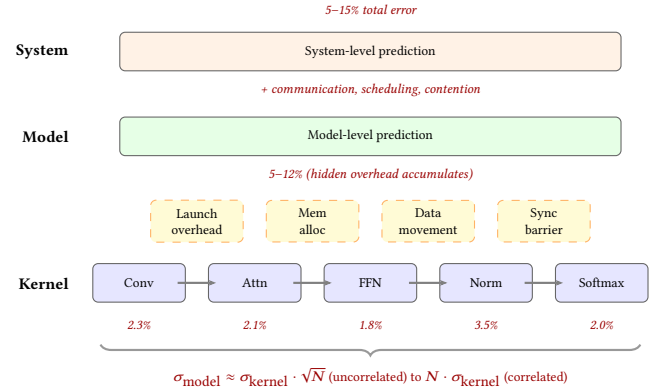 5–15% total error
System
System-level prediction
+ communication, scheduling, contention
Model
Model-level prediction
5–12% (hidden overhead accumulates)
Launch overhead
Mem alloc
Data movement
Sync barrier
Kernel
Conv
Attn
FFN
Norm
Softmax
2.3%
2.1%
1.8%
3.5%
2.0%
σmodel ≈ σkernel · √N (uncorrelated) to N · σkernel (correlated)